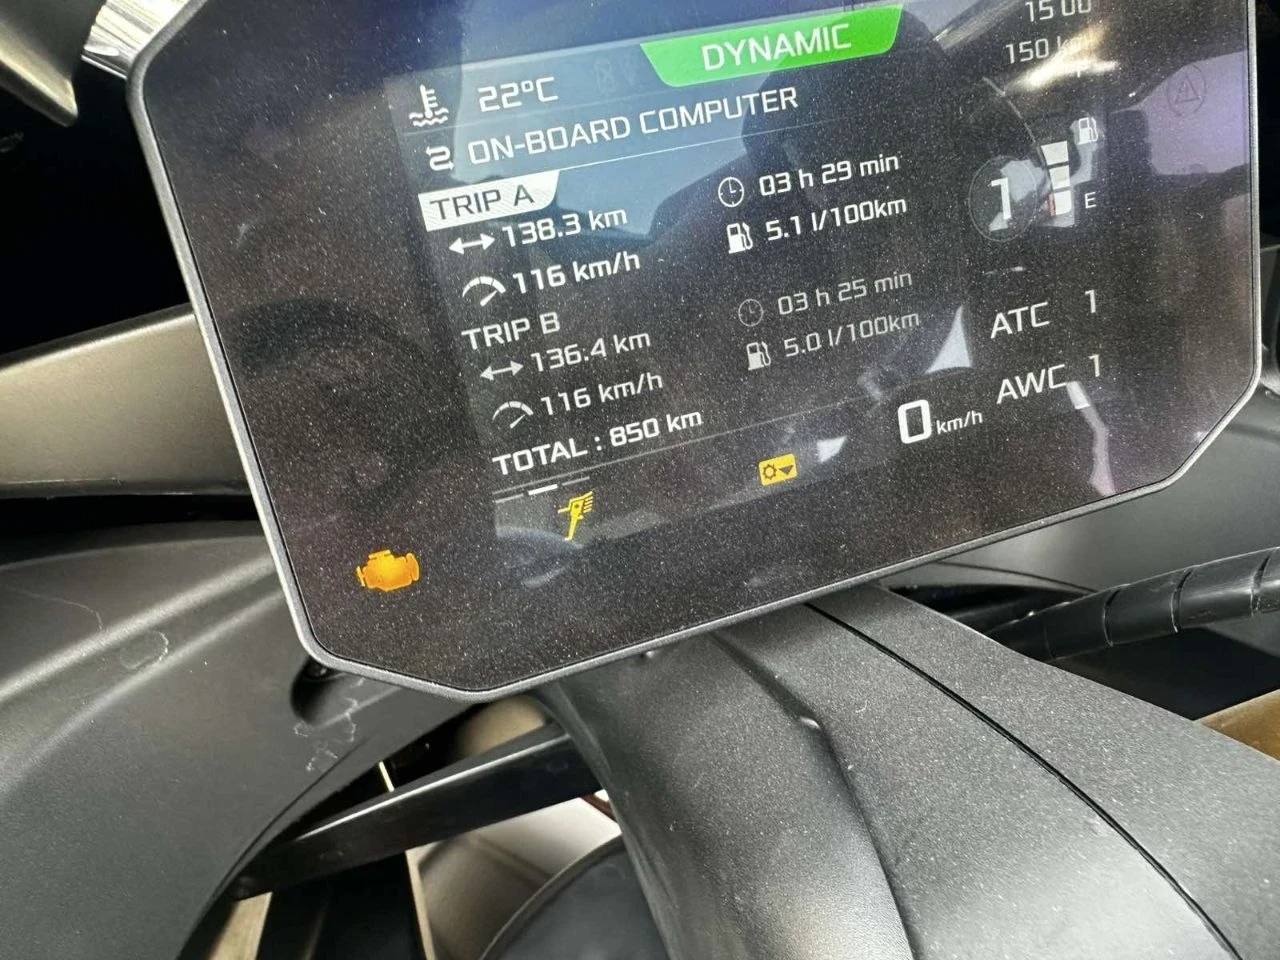 DYNAMIC
22°C
ON-BOARD COMPUTER
TRIP A
138.3 km
03 h 29 min
116 km/h
5.1 l/100km
TRIP B
136.4 km
03 h 25 min
116 km/h
5.0 l/100km
TOTAL : 850 km
150
1
E
ATC 1
AWC 1
0 km/h